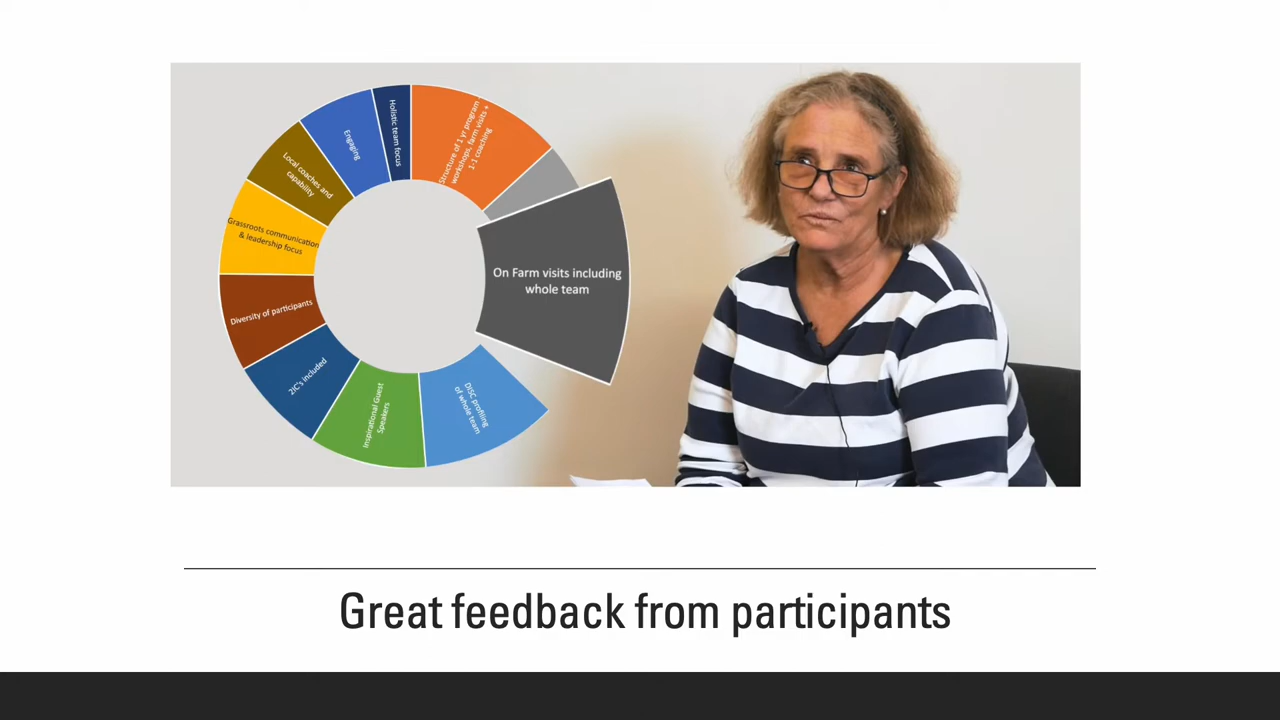 Structure of 1 yr program
workshops, farm visits +
1-1 coaching
On Farm visits including
whole team
DISC profiling
of whole team
Inspirational Guest
Speakers
2IC's included
Diversity of participants
Grassroots communication
& leadership focus
Local coaches and
capability
Engaging
Holistic team focus
Great feedback from participants